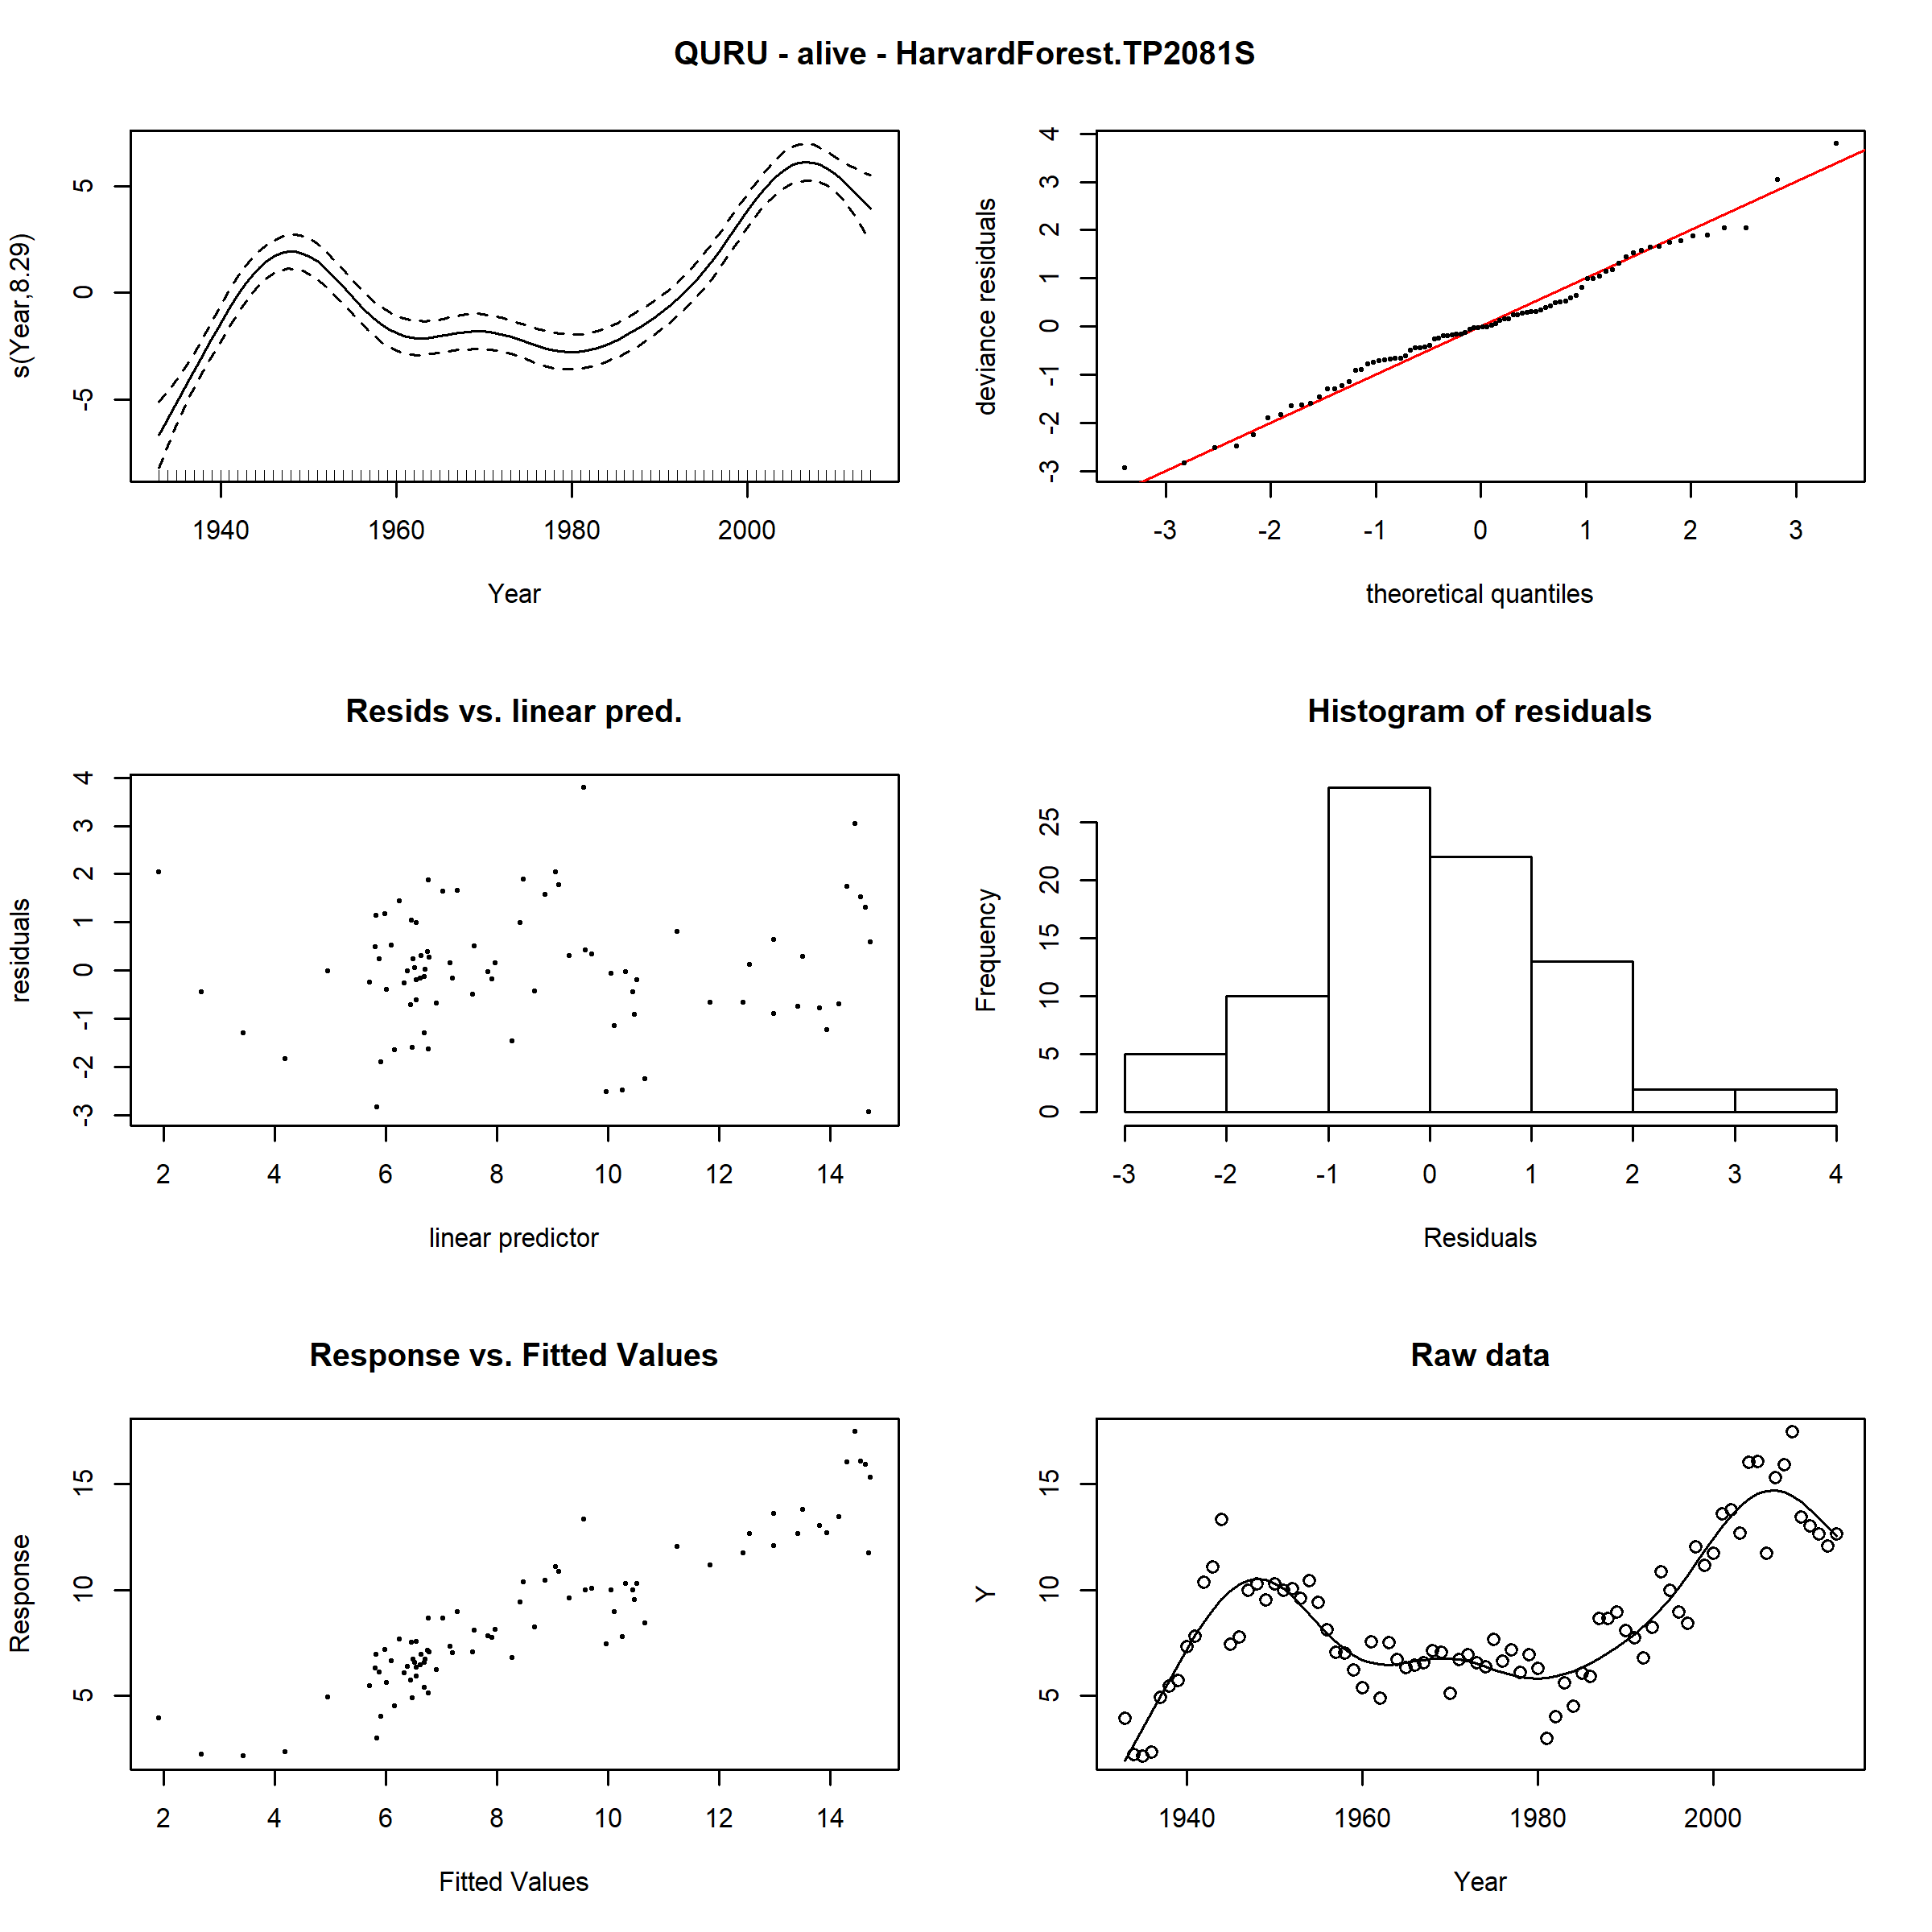 QURU - alive - HarvardForest.TP2081S
s(Year,8.29)
5
0
-5
1940 1960 1980 2000
Year
deviance residuals
4
3
2
1
0
-1
-2
-3
-3 -2 -1 0 1 2 3
theoretical quantiles
Resids vs. linear pred.
residuals
4
3
2
1
0
-1
-2
-3
2 4 6 8 10 12 14
linear predictor
Histogram of residuals
Frequency
25
20
15
10
5
0
-3 -2 -1 0 1 2 3 4
Residuals
Response vs. Fitted Values
Response
15
10
5
2 4 6 8 10 12 14
Fitted Values
Raw data
Y
15
10
5
1940 1960 1980 2000
Year